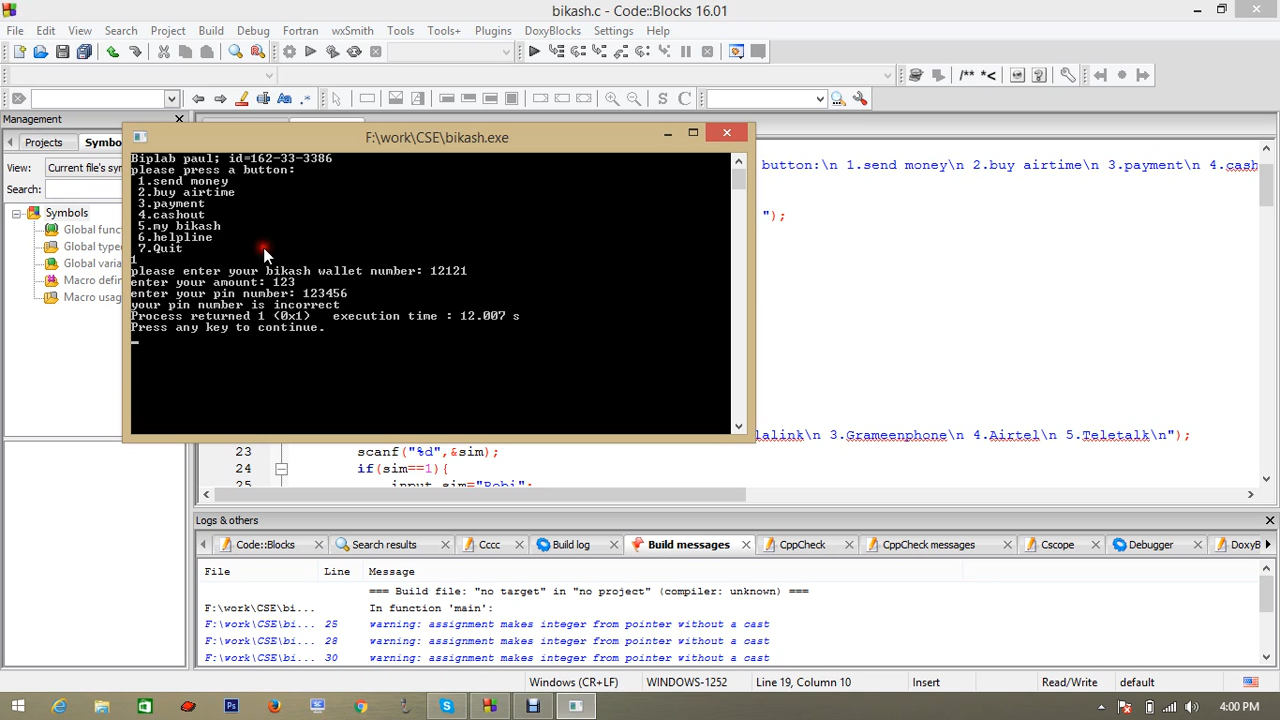 bikash.c - Code::Blocks 16.01
File Edit View Search Project Build Debug Fortran wxSmith Tools Tools+ Plugins DoxyBlocks Settings Help
/** *<
S C
Management
Projects
View: Current file's symbols
Search:
Symbols
Global func
Global type
Global varia
Macro defin
Macro usag
F:\work\CSE\bikash.exe
Biplab paul; id=162-33-3386
please press a button:
1.send money
2.buy airtime
3.payment
4.cashout
5.my bikash
6.helpline
7.Quit
1
please enter your bikash wallet number: 12121
enter your amount: 123
enter your pin number: 123456
your pin number is incorrect
Process returned 1 (0x1)   execution time : 12.007 s
Press any key to continue.
button:\n 1.send money\n 2.buy airtime\n 3.payment\n 4.cash
");
lalink\n 3.Grameenphone\n 4.Airtel\n 5.Teletalk\n");
23 scanf("%d",&sim);
24 if(sim==1){
25
Logs & others
Code::Blocks Search results Cccc Build log Build messages CppCheck CppCheck messages Cscope Debugger DoxyB
File Line Message
=== Build file: "no target" in "no project" (compiler: unknown) ===
F:\work\CSE\bi... In function 'main':
F:\work\CSE\bi... 25 warning: assignment makes integer from pointer without a cast
F:\work\CSE\bi... 28 warning: assignment makes integer from pointer without a cast
F:\work\CSE\bi... 30 warning: assignment makes integer from pointer without a cast
Windows (CR+LF) WINDOWS-1252 Line 19, Column 10 Insert Read/Write default
4:00 PM